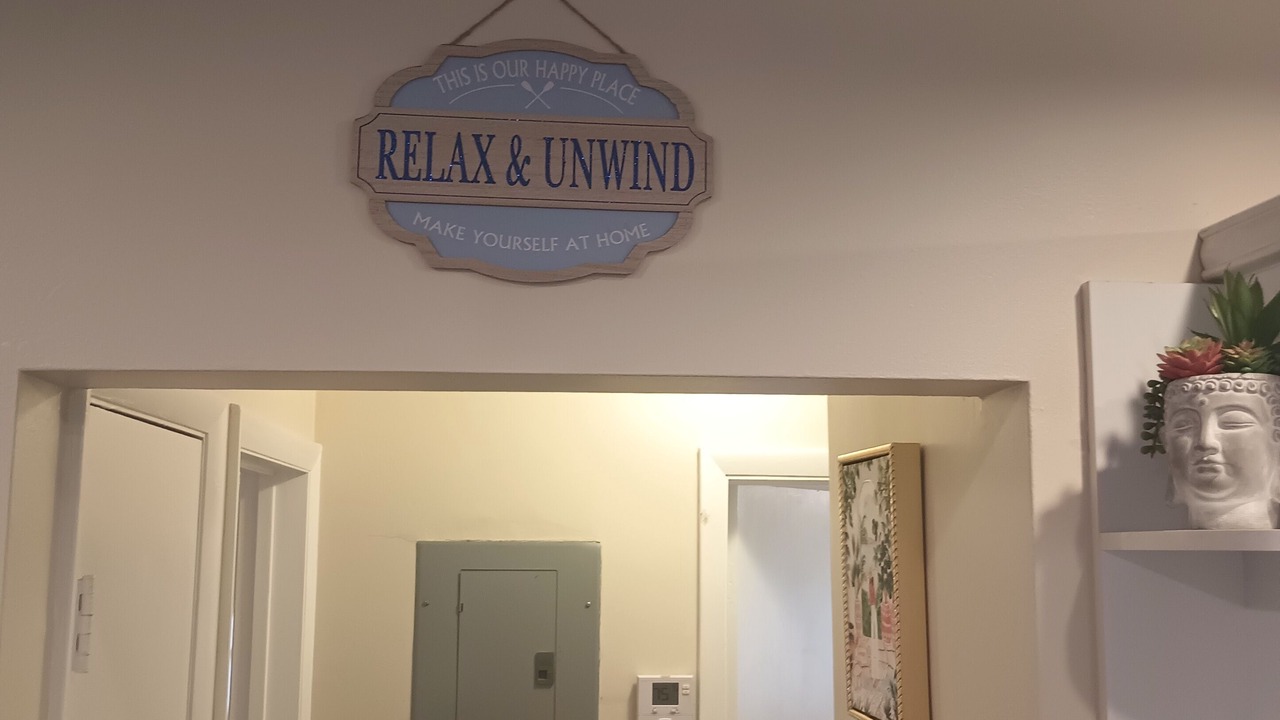 THIS IS OUR HAPPY PLACE
RELAX & UNWIND
MAKE YOURSELF AT HOME